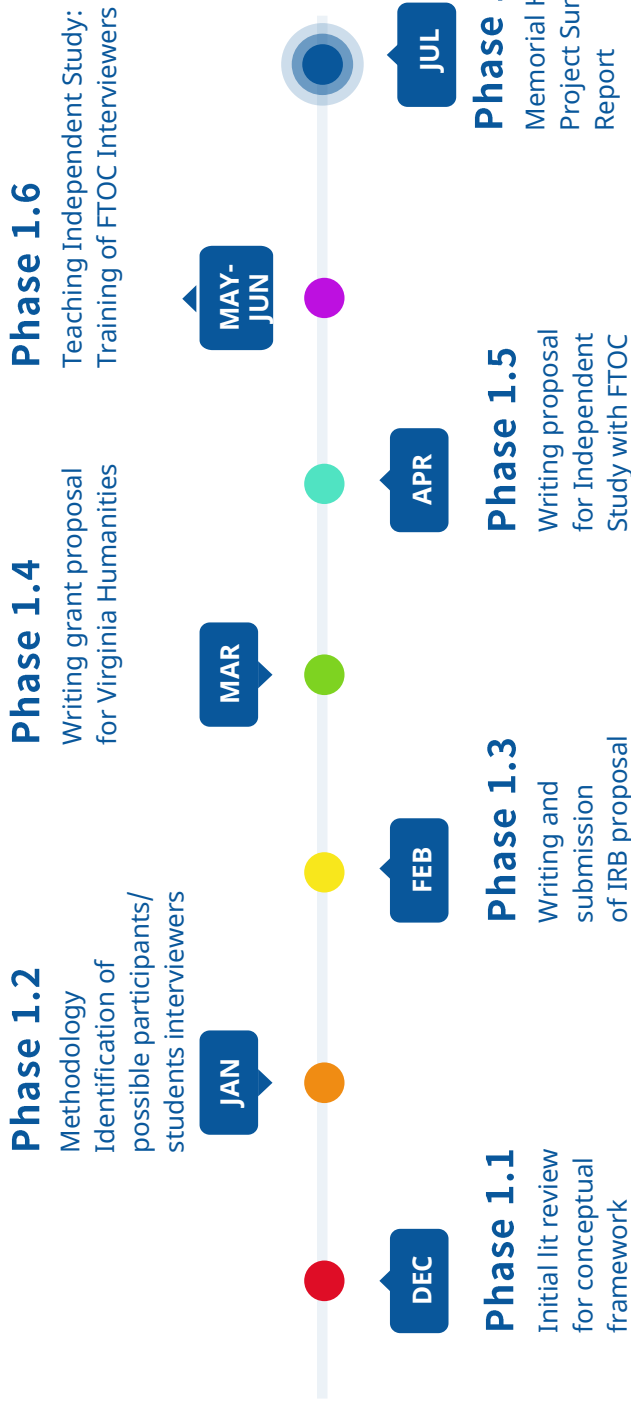 Phase 1.1
DEC
Initial lit review
for conceptual
framework
Phase 1.2
JAN
Methodology
Identification of
possible participants/
students interviewers
Phase 1.3
FEB
Writing and
submission
of IRB proposal
Phase 1.4
MAR
Writing grant proposal
for Virginia Humanities
Phase 1.5
APR
Writing proposal
for Independent
Study with FTOC
Phase 1.6
MAY-
JUN
Teaching Independent Study:
Training of FTOC Interviewers
JUL
Phase
Memorial
Project
Report